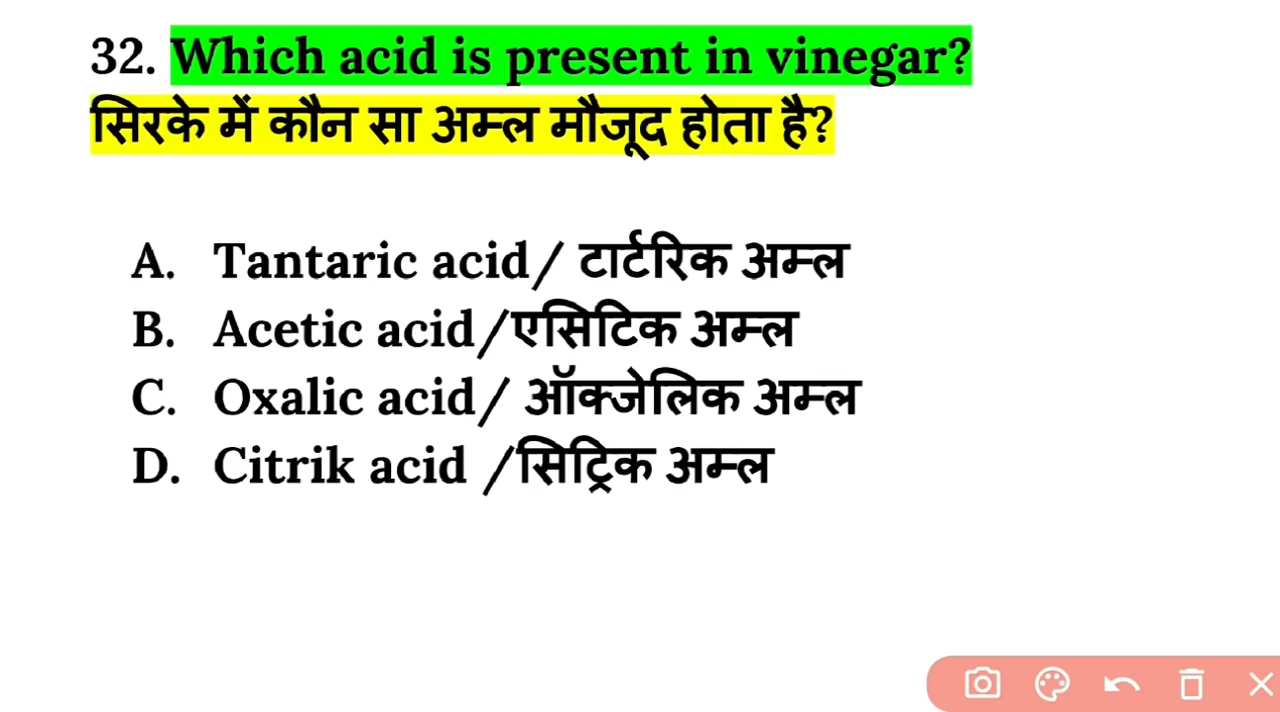 32. Which acid is present in vinegar?
सिरके में कौन सा अम्ल मौजूद होता है?
A. Tantaric acid/ टार्टरिक अम्ल
B. Acetic acid/एसिटिक अम्ल
C. Oxalic acid/ ऑक्जेलिक अम्ल
D. Citrik acid /सिट्रिक अम्ल